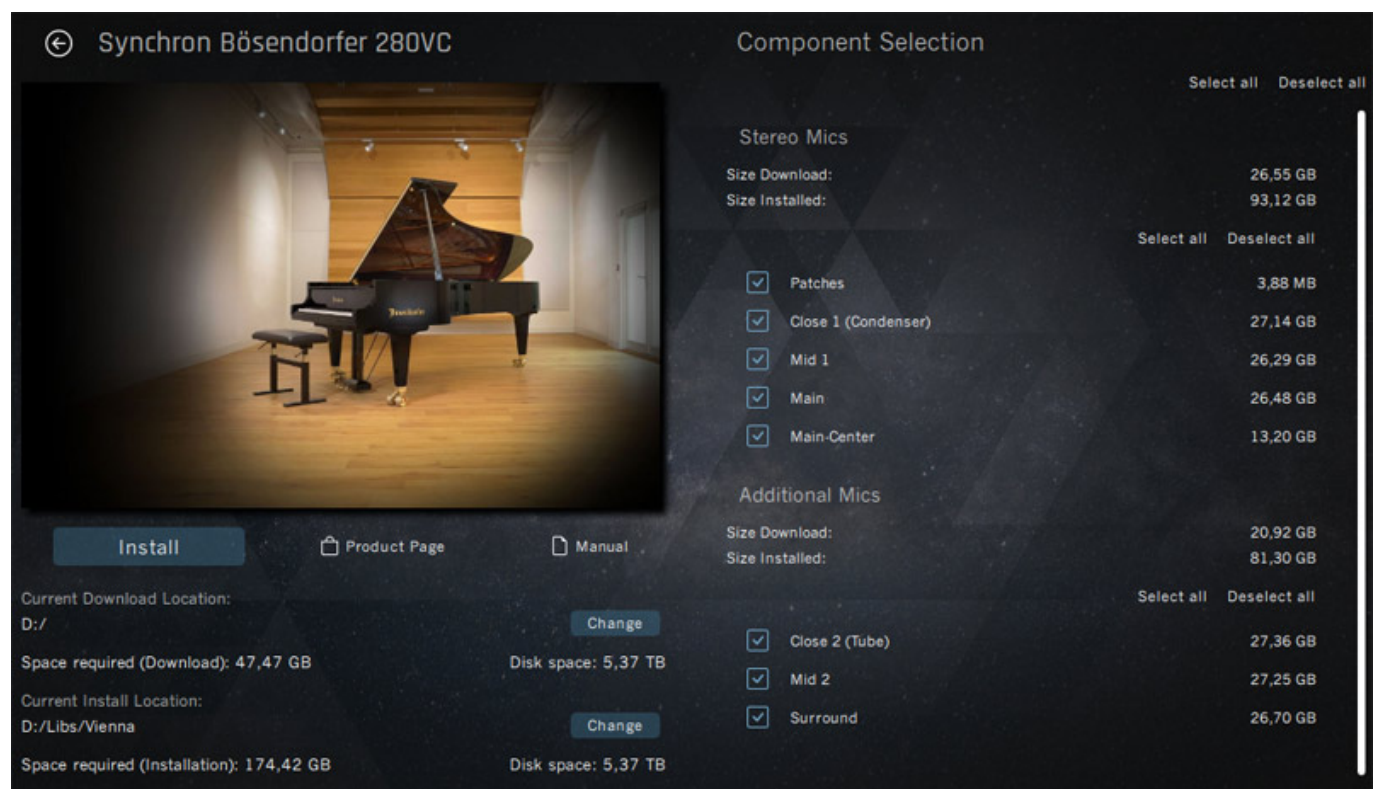 Synchron Bösendorfer 280VC
Install
Product Page
Manual
Current Download Location:
D:/
Change
Space required (Download): 47,47 GB
Disk space: 5,37 TB
Current Install Location:
D:/Libs/Vienna
Change
Space required (Installation): 174,42 GB
Disk space: 5,37 TB
Component Selection
Select all Deselect all
Stereo Mics
Size Download: 26,55 GB
Size Installed: 93,12 GB
Select all Deselect all
Patches 3,88 MB
Close 1 (Condenser) 27,14 GB
Mid 1 26,29 GB
Main 26,48 GB
Main-Center 13,20 GB
Additional Mics
Size Download: 20,92 GB
Size Installed: 81,30 GB
Select all Deselect all
Close 2 (Tube) 27,36 GB
Mid 2 27,25 GB
Surround 26,70 GB